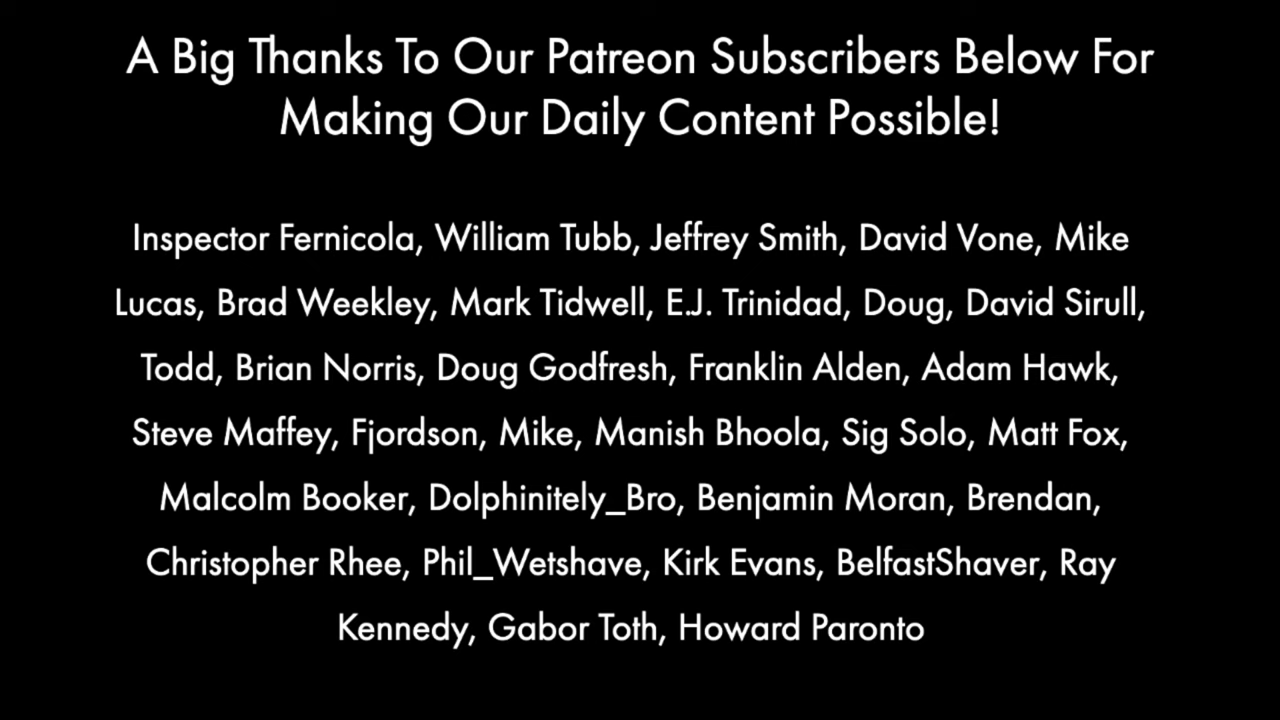 A Big Thanks To Our Patreon Subscribers Below For
Making Our Daily Content Possible!
Inspector Fernicola, William Tubb, Jeffrey Smith, David Vone, Mike
Lucas, Brad Weekley, Mark Tidwell, E.J. Trinidad, Doug, David Sirull,
Todd, Brian Norris, Doug Godfresh, Franklin Alden, Adam Hawk,
Steve Maffey, Fjordson, Mike, Manish Bhoola, Sig Solo, Matt Fox,
Malcolm Booker, Dolphinitely_Bro, Benjamin Moran, Brendan,
Christopher Rhee, Phil_Wetshave, Kirk Evans, BelfastShaver, Ray
Kennedy, Gabor Toth, Howard Paronto